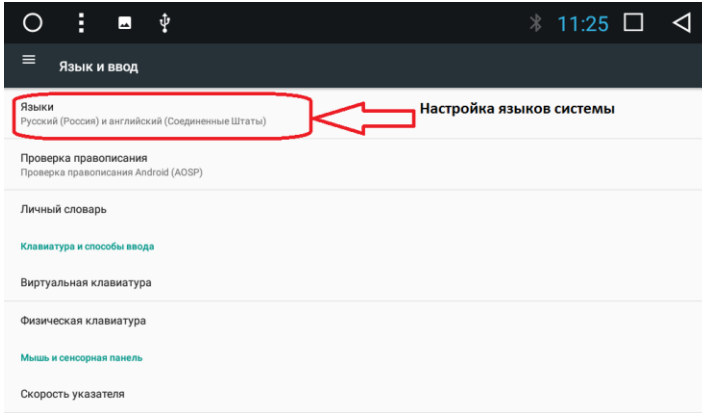 11:25
Язык и ввод
Языки
Русский (Россия) и английский (Соединенные Штаты)
Настройка языков системы
Проверка правописания
Проверка правописания Android (AOSP)
Личный словарь
Клавиатура и способы ввода
Виртуальная клавиатура
Физическая клавиатура
Мышь и сенсорная панель
Скорость указателя